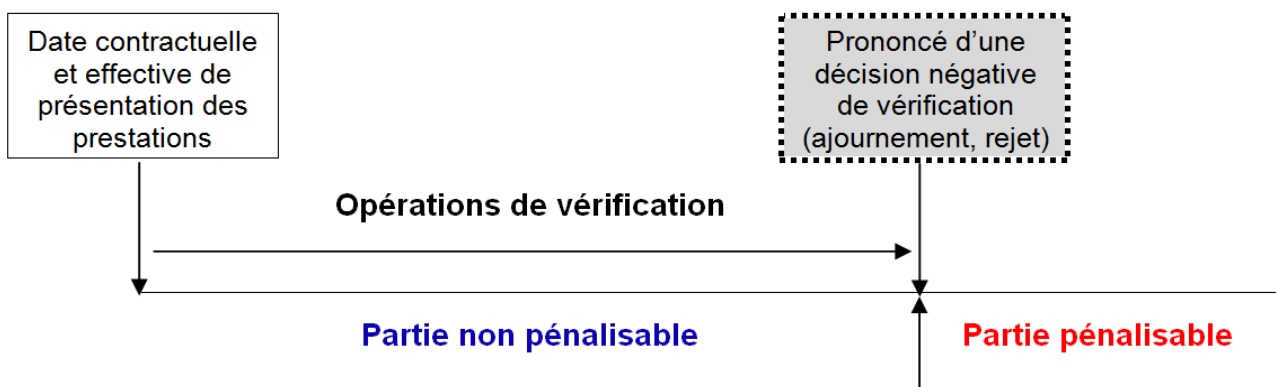 Date contractuelle
et effective de
présentation des
prestations
Prononcé d'une
décision négative
de vérification
(ajournement, rejet)
Opérations de vérification
Partie non pénalisable
Partie pénalisable